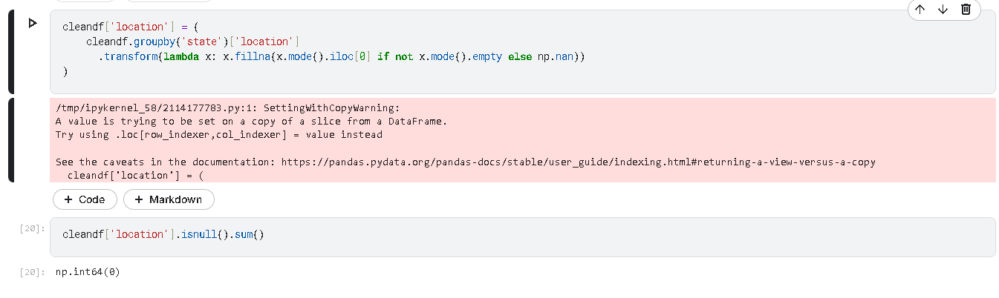 cleandf['location'] = (
    cleandf.groupby('state')['location']
      .transform(lambda x: x.fillna(x.mode().iloc[0] if not x.mode().empty else np.nan))
)
/tmp/ipykernel_58/2114177783.py:1: SettingWithCopyWarning:
A value is trying to be set on a copy of a slice from a DataFrame.
Try using .loc[row_indexer,col_indexer] = value instead
See the caveats in the documentation: https://pandas.pydata.org/pandas-docs/stable/user_guide/indexing.html#returning-a-view-versus-a-copy
  cleandf['location'] = (
+ Code + Markdown
[20]:
cleandf['location'].isnull().sum()
[20]:
np.int64(0)